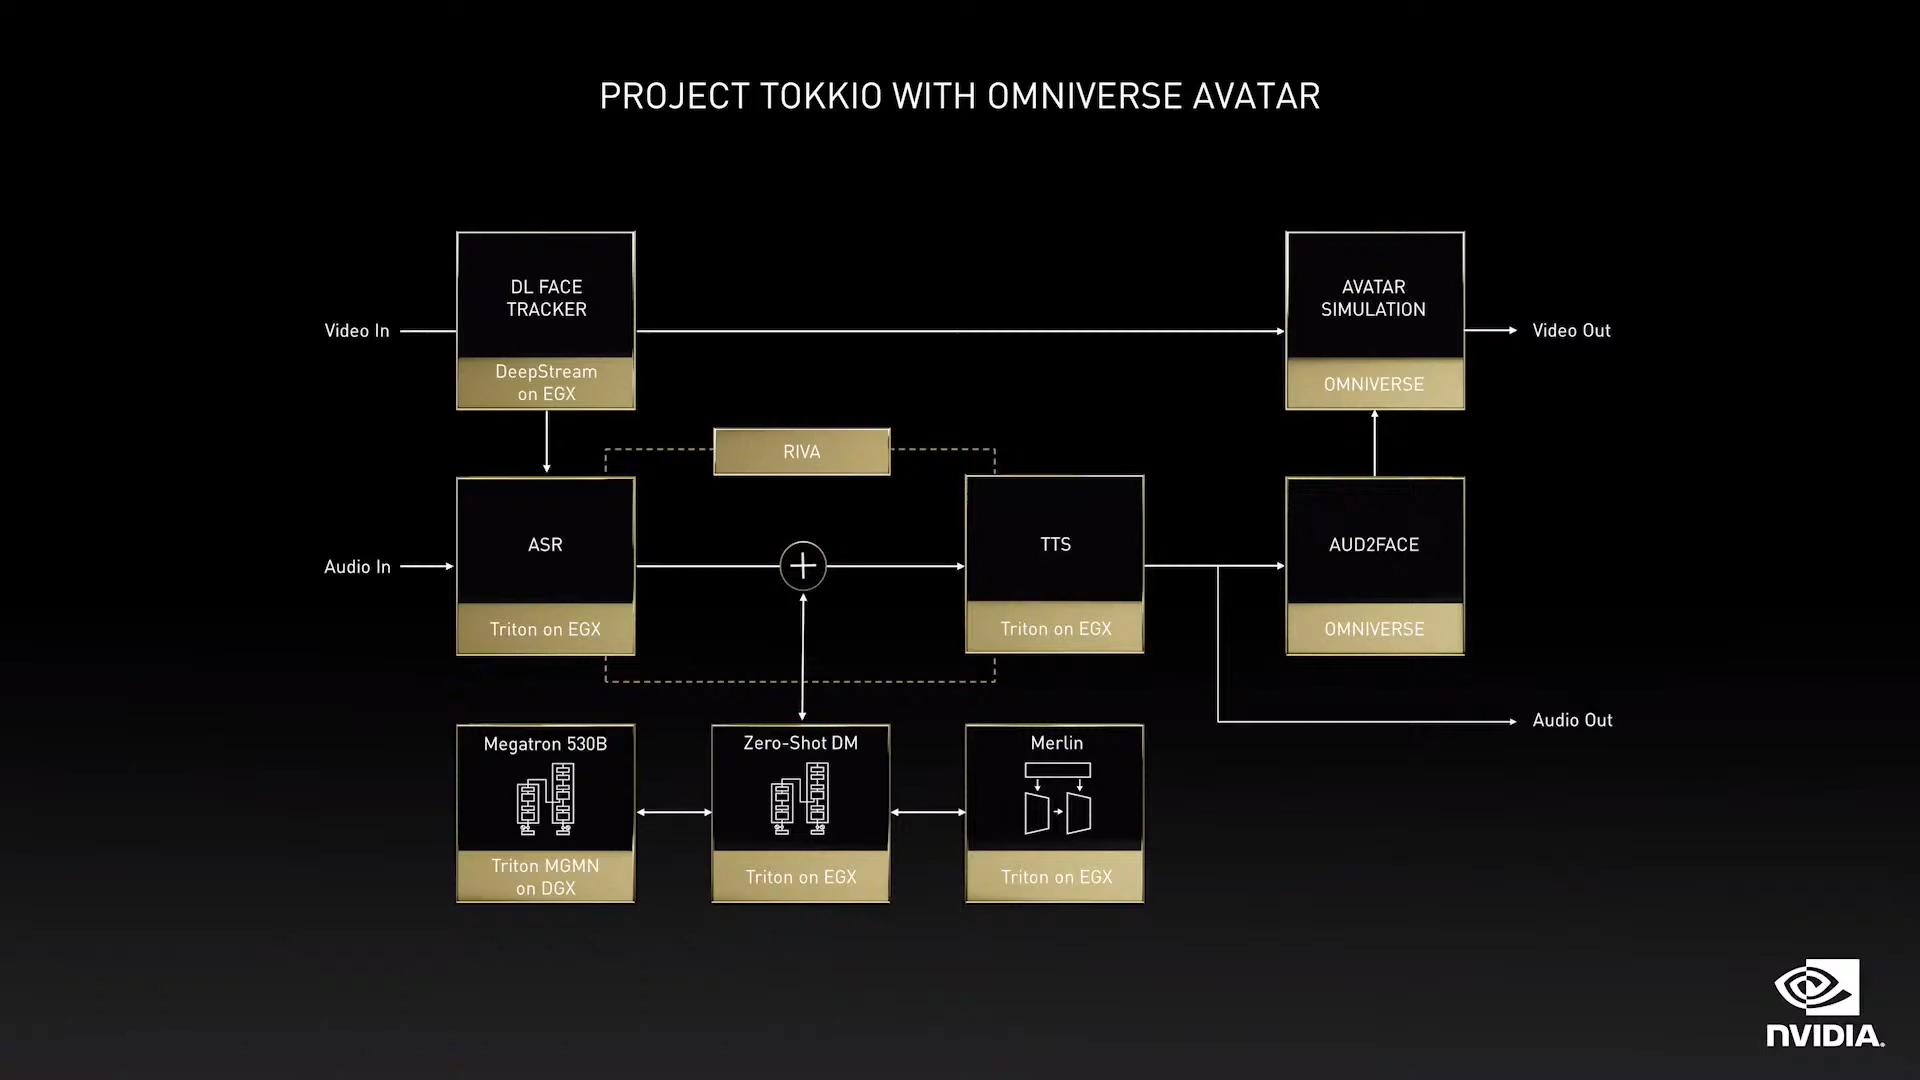 PROJECT TOKKIO WITH OMNIVERSE AVATAR
DL FACE
TRACKER
DeepStream
on EGX
Video In
AVATAR
SIMULATION
OMNIVERSE
Video Out
RIVA
Audio In
ASR
Triton on EGX
TTS
Triton on EGX
AUD2FACE
OMNIVERSE
Audio Out
Megatron 530B
Triton MGMN
on DGX
Zero-Shot DM
Triton on EGX
Merlin
Triton on EGX
NVIDIA.